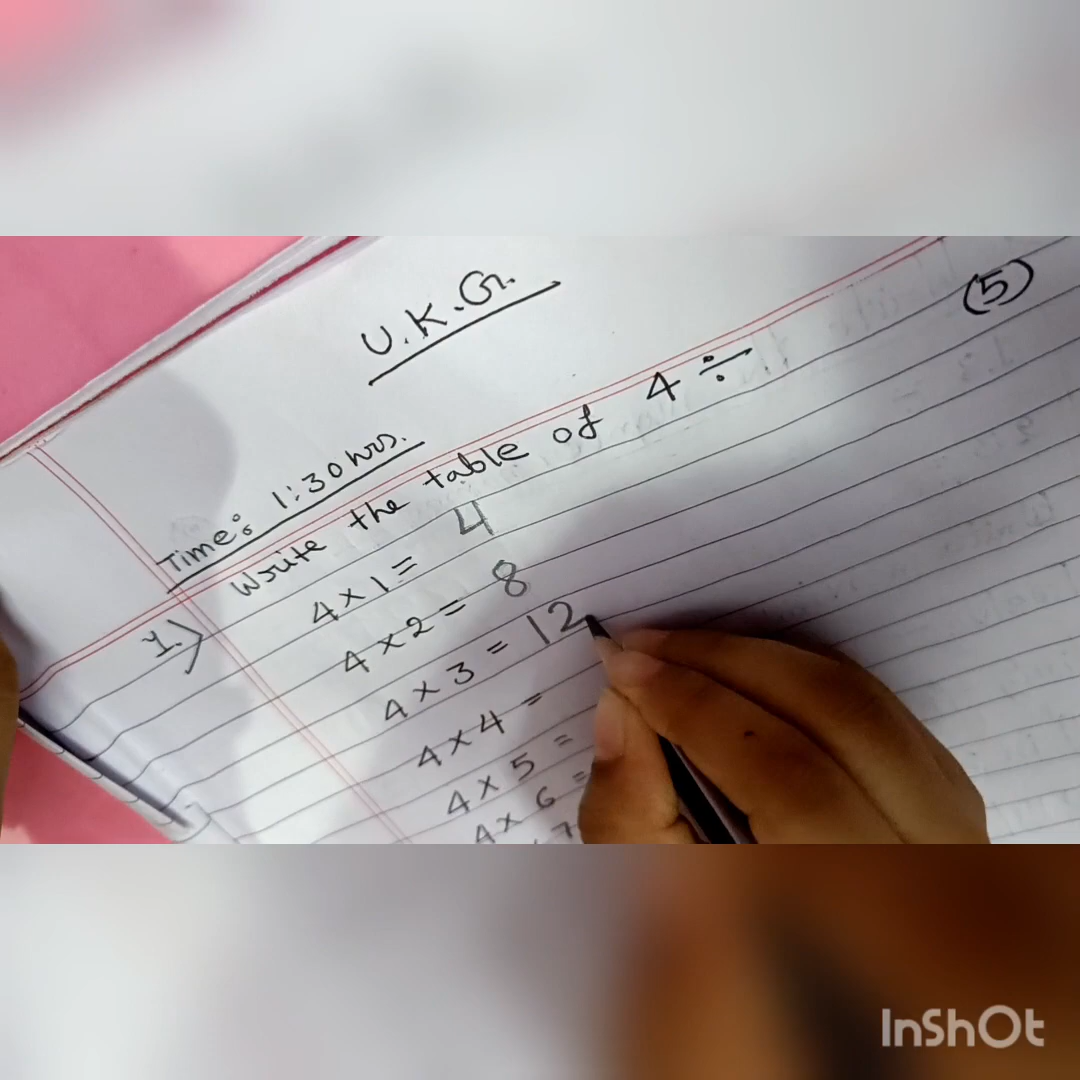 U.K.G.
(5)
Time: 1:30 hrs.
1.) Write the table of 4 ÷
4 × 1 = 4
4 × 2 = 8
4 × 3 = 12
4 × 4 =
4 × 5 =
4 × 6 =
× 7
InShOt